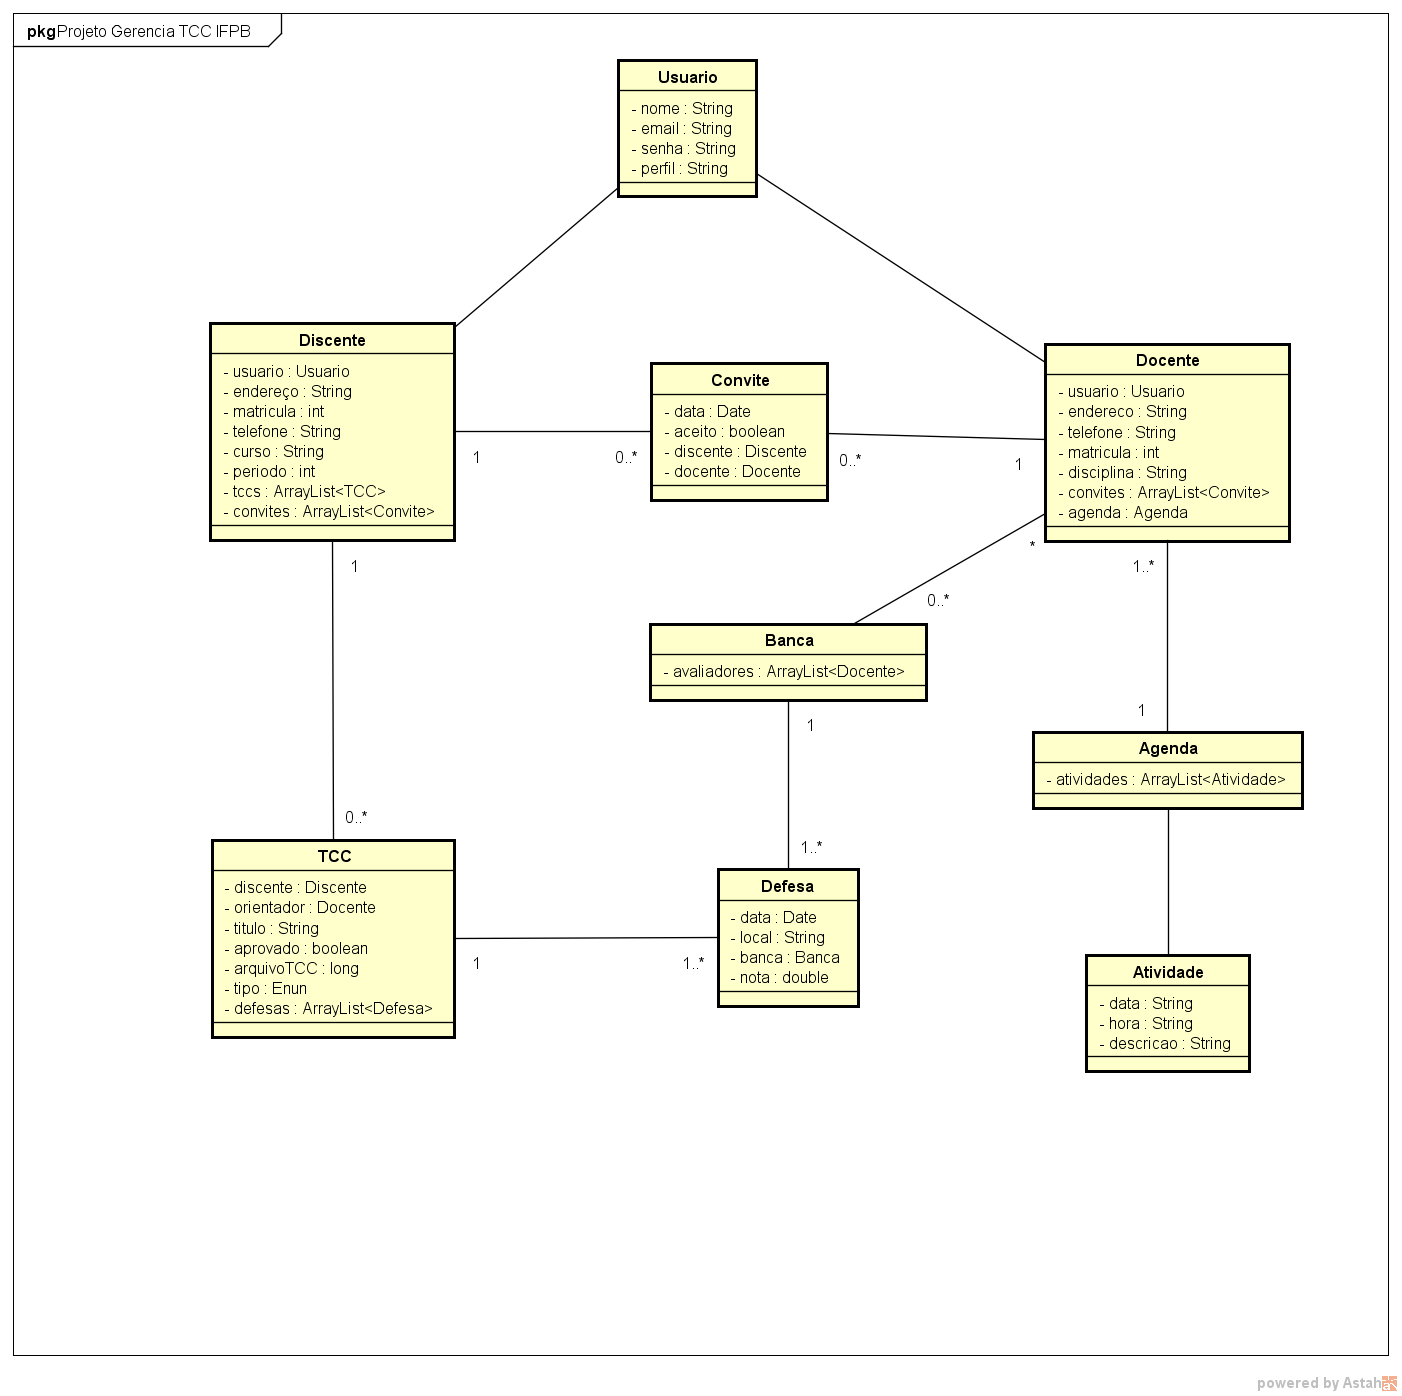 pkg Projeto Gerencia TCC IFPB
Usuario
- nome : String
- email : String
- senha : String
- perfil : String
Discente
- usuario : Usuario
- endereço : String
- matricula : int
- telefone : String
- curso : String
- periodo : int
- tccs : ArrayList<TCC>
- convites : ArrayList<Convite>
1
0..*
Convite
- data : Date
- aceito : boolean
- discente : Discente
- docente : Docente
0..*
1
Docente
- usuario : Usuario
- endereco : String
- telefone : String
- matricula : int
- disciplina : String
- convites : ArrayList<Convite>
- agenda : Agenda
*
0..*
1
1..*
Banca
- avaliadores : ArrayList<Docente>
1
1..*
1
Agenda
- atividades : ArrayList<Atividade>
0..*
TCC
- discente : Discente
- orientador : Docente
- titulo : String
- aprovado : boolean
- arquivoTCC : long
- tipo : Enun
- defesas : ArrayList<Defesa>
1
1..*
Defesa
- data : Date
- local : String
- banca : Banca
- nota : double
Atividade
- data : String
- hora : String
- descricao : String
powered by Astah